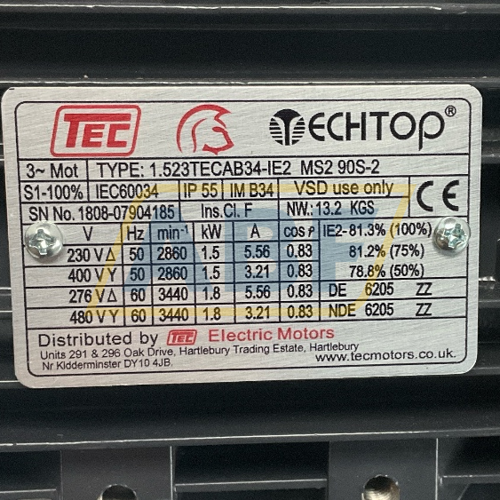 TEC TECHTOP®
3~ Mot TYPE: 1.523TECAB34-IE2 MS2 90S-2
S1-100% IEC60034 IP 55 IM B34 VSD use only CE
SN No. 1808-07904185 Ins.Cl. F NW.: 13.2 KGS
V Hz min⁻¹ kW A cos φ IE2-81.3% (100%)
230 V Δ 50 2860 1.5 5.56 0.83 81.2% (75%)
400 V Y 50 2860 1.5 3.21 0.83 78.8% (50%)
276 V Δ 60 3440 1.8 5.56 0.83 DE 6205 ZZ
480 V Y 60 3440 1.8 3.21 0.83 NDE 6205 ZZ
Distributed by TEC Electric Motors
Units 291 & 296 Oak Drive, Hartlebury Trading Estate, Hartlebury
Nr Kidderminster DY10 4JB. www.tecmotors.co.uk.